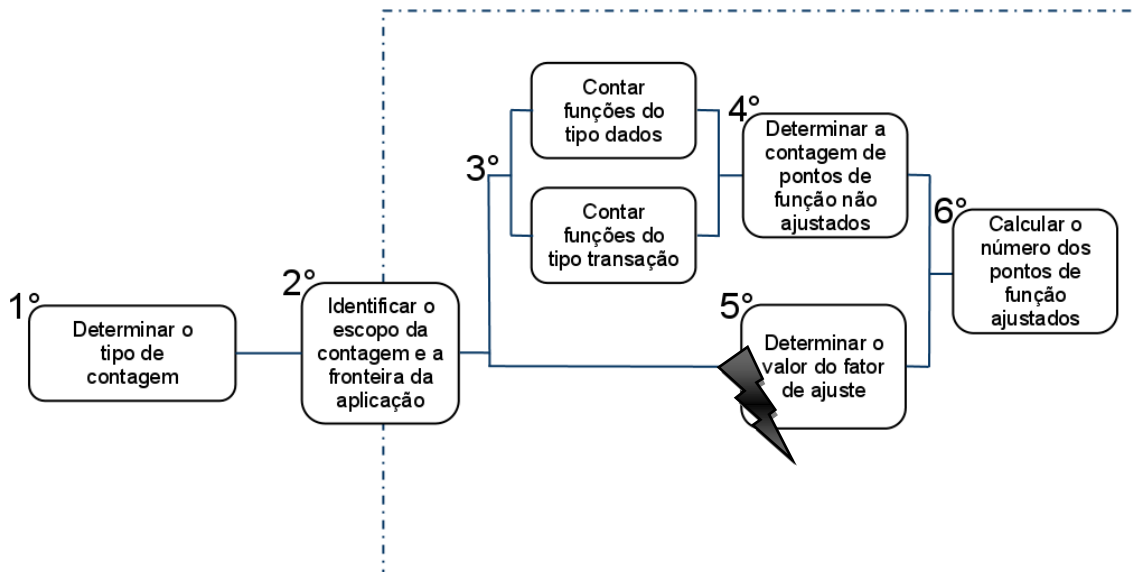 1°
Determinar o
tipo de
contagem
2°
Identificar o
escopo da
contagem e a
fronteira da
aplicação
3°
Contar
funções do
tipo dados
Contar
funções do
tipo transação
4°
Determinar a
contagem de
pontos de
função não
ajustados
5°
Determinar o
valor do fator
de ajuste
6°
Calcular o
número dos
pontos de
função
ajustados